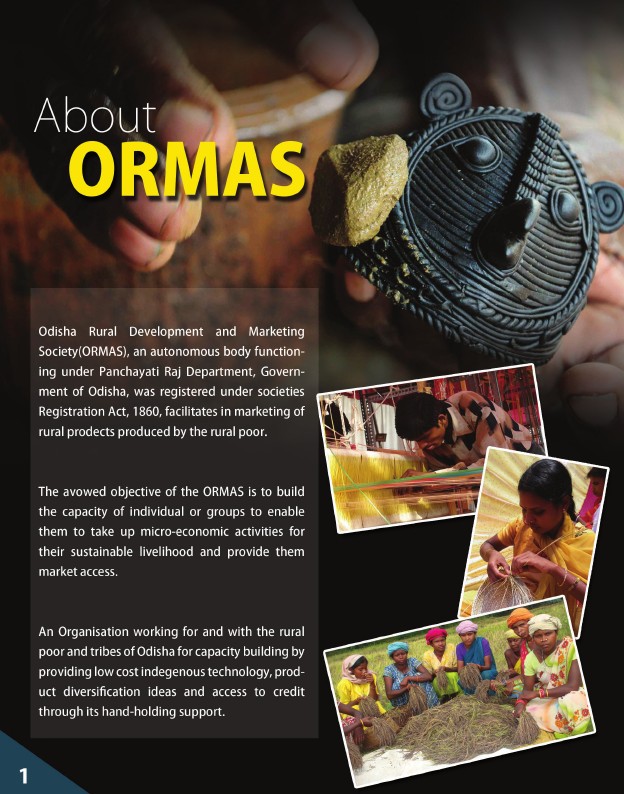 About
ORMAS
Odisha Rural Development and Marketing
Society(ORMAS), an autonomous body function-
ing under Panchayati Raj Department, Govern-
ment of Odisha, was registered under societies
Registration Act, 1860, facilitates in marketing of
rural prodects produced by the rural poor.
The avowed objective of the ORMAS is to build
the capacity of individual or groups to enable
them to take up micro-economic activities for
their sustainable livelihood and provide them
market access.
An Organisation working for and with the rural
poor and tribes of Odisha for capacity building by
providing low cost indegenous technology, prod-
uct diversification ideas and access to credit
through its hand-holding support.
1